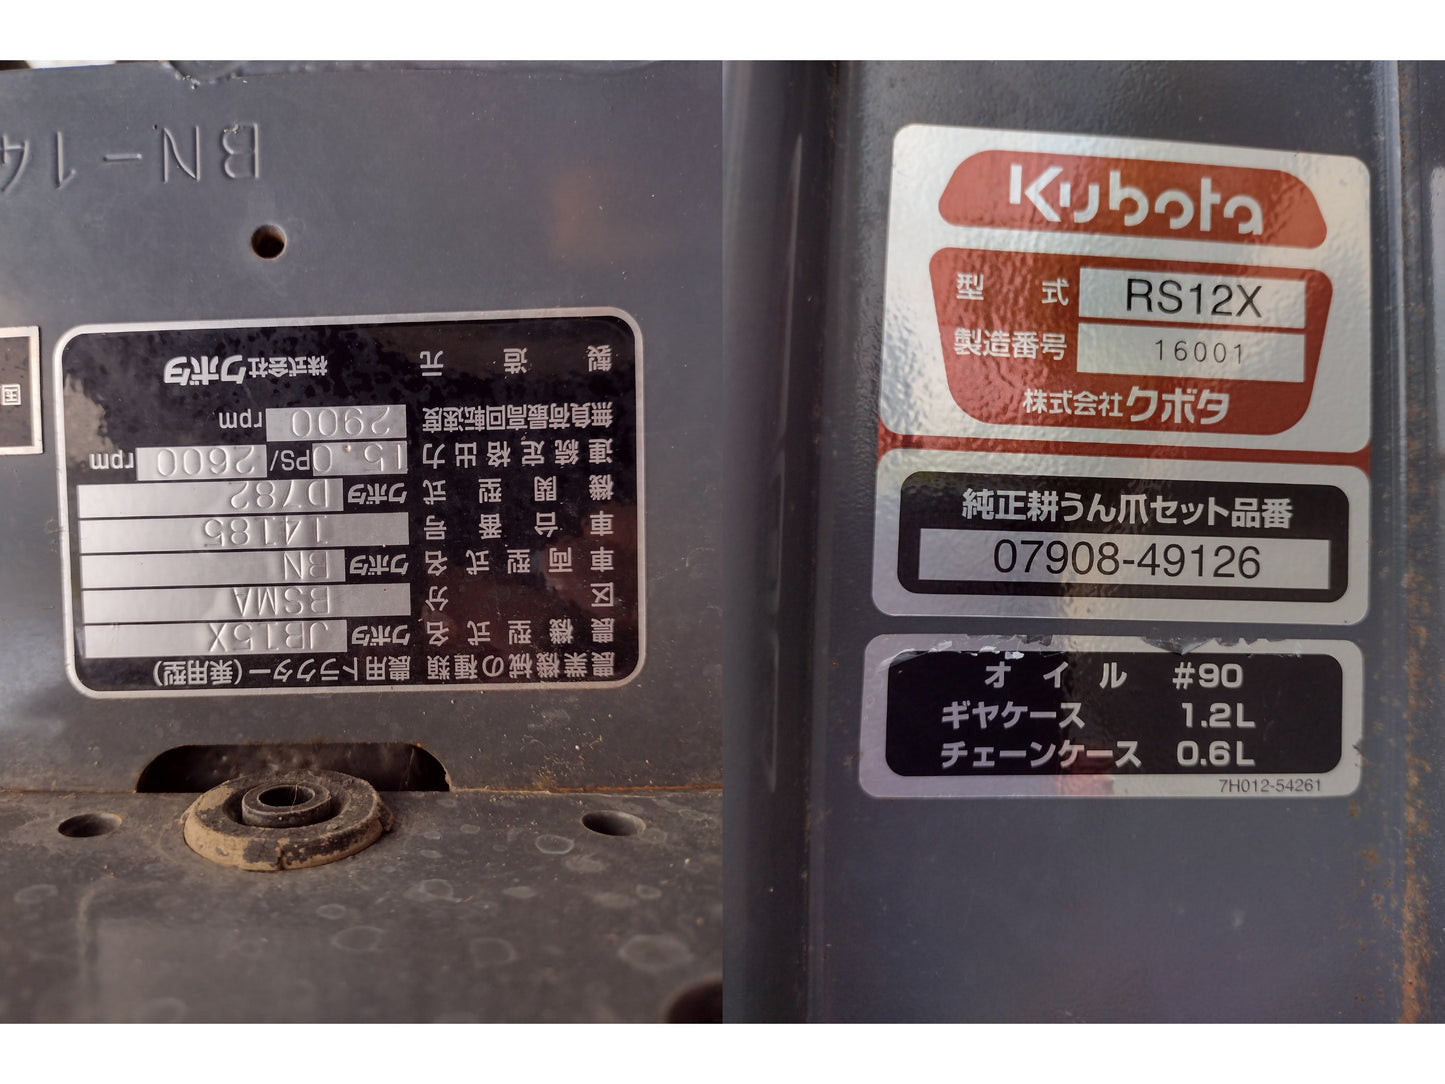 BN-14
国
農業機械の種類 農用トラクター(乗用型)
農機型式名 クボタ JB15X
区分 BSMA
車両型式名 クボタ BN
車台番号 14185
機関型式 クボタ D782
連続定格出力 15.0PS/2600rpm
無負荷最高回転速度 2900rpm
製造元 株式会社クボタ
Kubota
型式 RS12X
製造番号 16001
株式会社クボタ
純正耕うん爪セット品番
07908-49126
オイル #90
ギヤケース 1.2L
チェーンケース 0.6L
7H012-54261